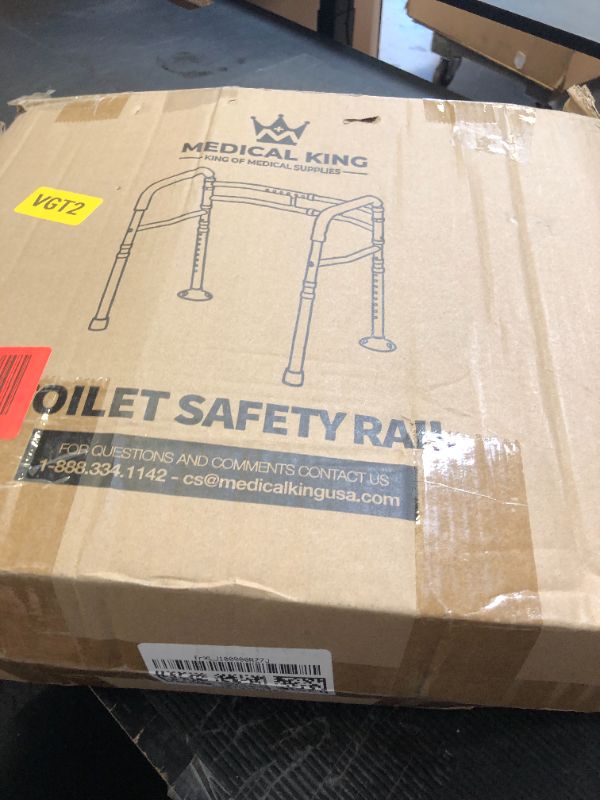 MEDICAL KING
KING OF MEDICAL SUPPLIES
VGT2
OILET SAFETY RAIL
FOR QUESTIONS AND COMMENTS CONTACT US
1-888.334.1142 - cs@medicalkingusa.com